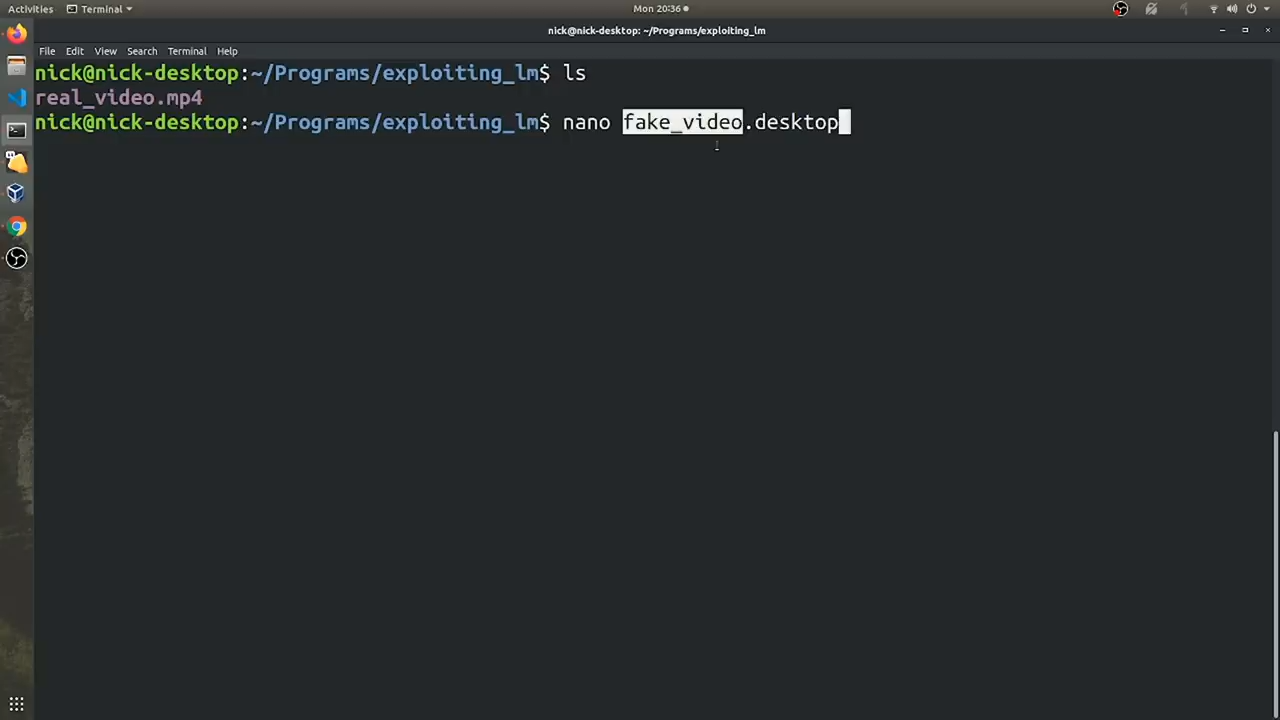 Activities Terminal Mon 20:36
nick@nick-desktop: ~/Programs/exploiting_lm
File Edit View Search Terminal Help
nick@nick-desktop:~/Programs/exploiting_lm$ ls
real_video.mp4
nick@nick-desktop:~/Programs/exploiting_lm$ nano fake_video.desktop